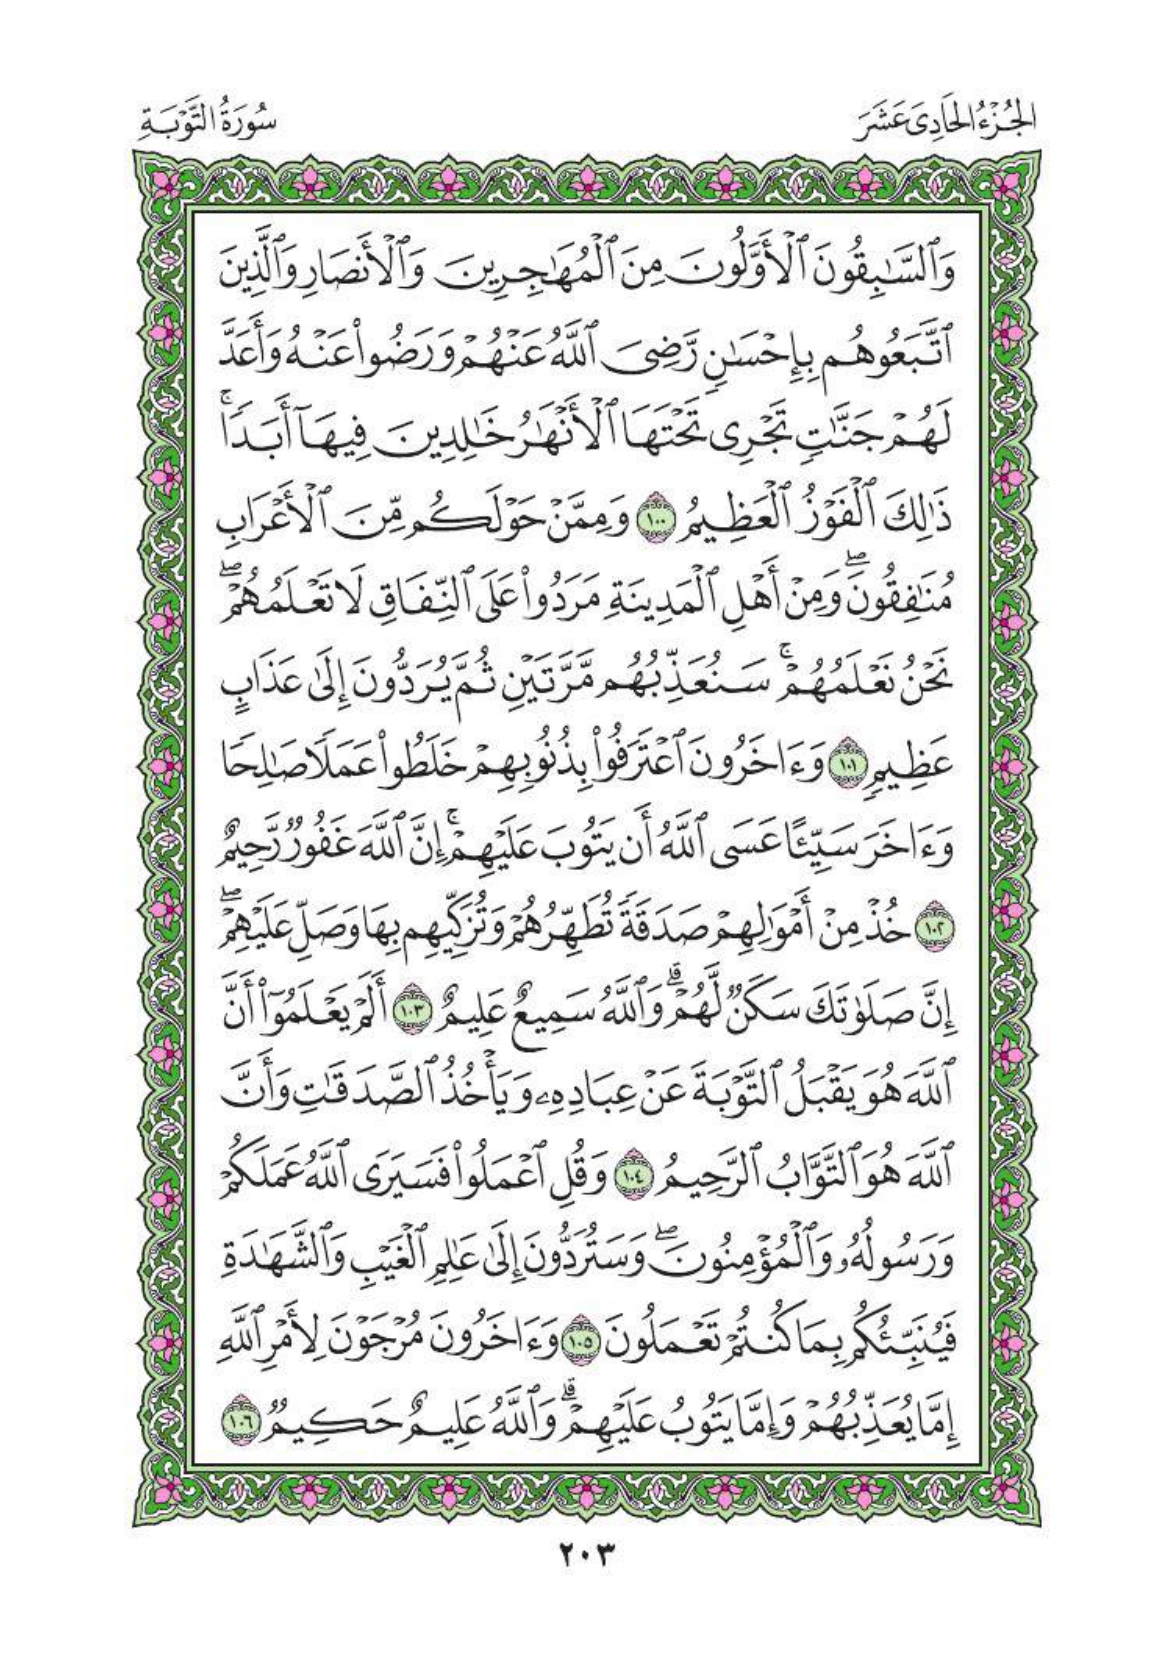 الجُزْءُ الحَادِىَ عَشَرَ
سُورَةُ التَّوْبَةِ
وَٱلسَّٰبِقُونَ ٱلْأَوَّلُونَ مِنَ ٱلْمُهَٰجِرِينَ وَٱلْأَنصَارِ وَٱلَّذِينَ
ٱتَّبَعُوهُم بِإِحْسَٰنٍ رَّضِىَ ٱللَّهُ عَنْهُمْ وَرَضُوا۟ عَنْهُ وَأَعَدَّ
لَهُمْ جَنَّٰتٍ تَجْرِى تَحْتَهَا ٱلْأَنْهَٰرُ خَٰلِدِينَ فِيهَآ أَبَدًا ۚ
ذَٰلِكَ ٱلْفَوْزُ ٱلْعَظِيمُ ١٠٠ وَمِمَّنْ حَوْلَكُم مِّنَ ٱلْأَعْرَابِ
مُنَٰفِقُونَ ۖ وَمِنْ أَهْلِ ٱلْمَدِينَةِ مَرَدُوا۟ عَلَى ٱلنِّفَاقِ لَا تَعْلَمُهُمْ ۖ
نَحْنُ نَعْلَمُهُمْ ۚ سَنُعَذِّبُهُم مَّرَّتَيْنِ ثُمَّ يُرَدُّونَ إِلَىٰ عَذَابٍ
عَظِيمٍ ١٠١ وَءَاخَرُونَ ٱعْتَرَفُوا۟ بِذُنُوبِهِمْ خَلَطُوا۟ عَمَلًا صَٰلِحًا
وَءَاخَرَ سَيِّئًا عَسَى ٱللَّهُ أَن يَتُوبَ عَلَيْهِمْ ۚ إِنَّ ٱللَّهَ غَفُورٌ رَّحِيمٌ
١٠٢ خُذْ مِنْ أَمْوَٰلِهِمْ صَدَقَةً تُطَهِّرُهُمْ وَتُزَكِّيهِم بِهَا وَصَلِّ عَلَيْهِمْ ۖ
إِنَّ صَلَوٰتَكَ سَكَنٌ لَّهُمْ ۗ وَٱللَّهُ سَمِيعٌ عَلِيمٌ ١٠٣ أَلَمْ يَعْلَمُوٓا۟ أَنَّ
ٱللَّهَ هُوَ يَقْبَلُ ٱلتَّوْبَةَ عَنْ عِبَادِهِۦ وَيَأْخُذُ ٱلصَّدَقَٰتِ وَأَنَّ
ٱللَّهَ هُوَ ٱلتَّوَّابُ ٱلرَّحِيمُ ١٠٤ وَقُلِ ٱعْمَلُوا۟ فَسَيَرَى ٱللَّهُ عَمَلَكُمْ
وَرَسُولُهُۥ وَٱلْمُؤْمِنُونَ ۖ وَسَتُرَدُّونَ إِلَىٰ عَٰلِمِ ٱلْغَيْبِ وَٱلشَّهَٰدَةِ
فَيُنَبِّئُكُم بِمَا كُنتُمْ تَعْمَلُونَ ١٠٥ وَءَاخَرُونَ مُرْجَوْنَ لِأَمْرِ ٱللَّهِ
إِمَّا يُعَذِّبُهُمْ وَإِمَّا يَتُوبُ عَلَيْهِمْ ۗ وَٱللَّهُ عَلِيمٌ حَكِيمٌ ١٠٦
٢٠٣